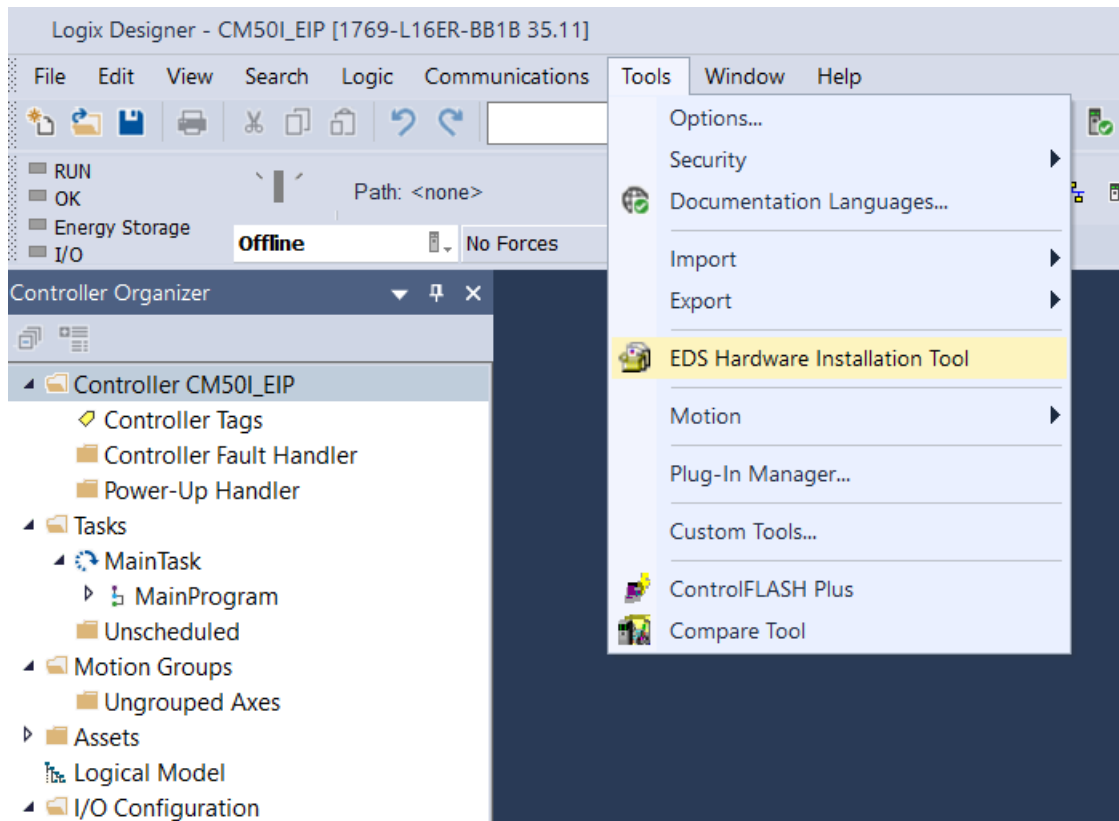 Logix Designer - CM50I_EIP [1769-L16ER-BB1B 35.11]
File Edit View Search Logic Communications Tools Window Help
RUN
OK
Energy Storage
I/O
Path: <none>
Offline
No Forces
Options...
Security
Documentation Languages...
Import
Export
EDS Hardware Installation Tool
Motion
Plug-In Manager...
Custom Tools...
ControlFLASH Plus
Compare Tool
Controller Organizer
Controller CM50I_EIP
Controller Tags
Controller Fault Handler
Power-Up Handler
Tasks
MainTask
MainProgram
Unscheduled
Motion Groups
Ungrouped Axes
Assets
Logical Model
I/O Configuration